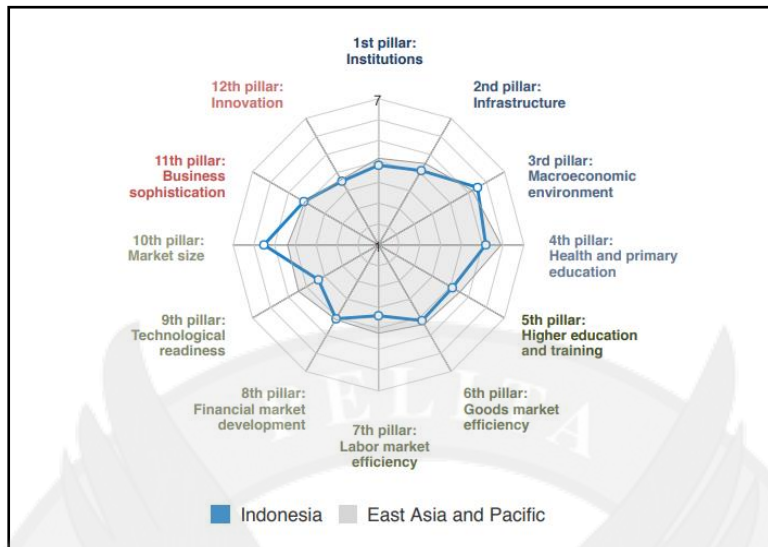 1st pillar:
Institutions
2nd pillar:
Infrastructure
3rd pillar:
Macroeconomic
environment
4th pillar:
Health and primary
education
5th pillar:
Higher education
and training
6th pillar:
Goods market
efficiency
7th pillar:
Labor market
efficiency
8th pillar:
Financial market
development
9th pillar:
Technological
readiness
10th pillar:
Market size
11th pillar:
Business
sophistication
12th pillar:
Innovation
7
1
Indonesia
East Asia and Pacific
PELITA